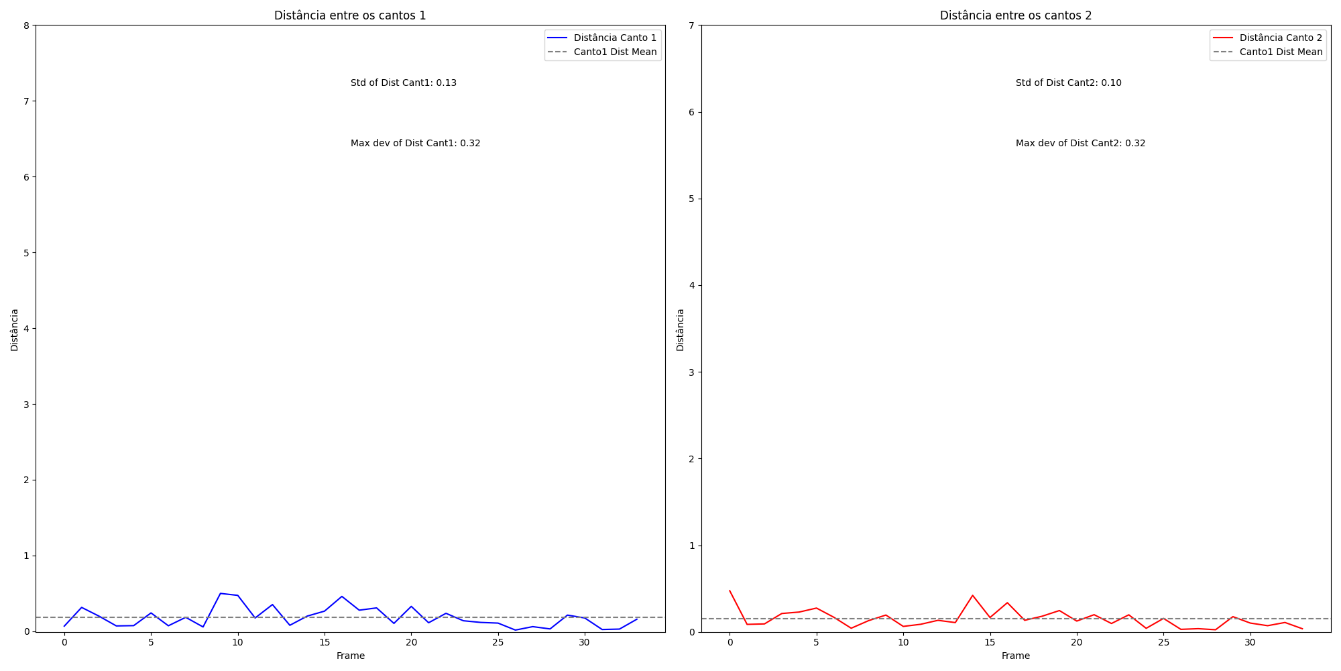 Distância entre os cantos 1
8
7
6
5
4
3
2
1
0
Distância
Distância Canto 1
Canto1 Dist Mean
Std of Dist Cant1: 0.13
Max dev of Dist Cant1: 0.32
0 5 10 15 20 25 30
Frame
Distância entre os cantos 2
7
6
5
4
3
2
1
0
Distância
Distância Canto 2
Canto1 Dist Mean
Std of Dist Cant2: 0.10
Max dev of Dist Cant2: 0.32
0 5 10 15 20 25 30
Frame